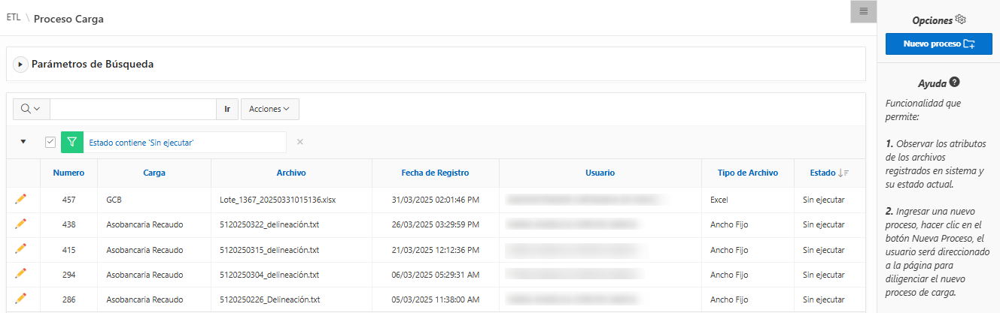 ETL \ Proceso Carga
Parámetros de Búsqueda
Ir Acciones
Estado contiene 'Sin ejecutar'
Numero Carga Archivo Fecha de Registro Usuario Tipo de Archivo Estado
457 GCB Lote_1367_20250331015136.xlsx 31/03/2025 02:01:46 PM Excel Sin ejecutar
438 Asobancaria Recaudo 5120250322_delineación.txt 26/03/2025 03:29:59 PM Ancho Fijo Sin ejecutar
415 Asobancaria Recaudo 5120250315_delineación.txt 21/03/2025 12:12:36 PM Ancho Fijo Sin ejecutar
294 Asobancaria Recaudo 5120250304_delineación.txt 06/03/2025 05:29:31 AM Ancho Fijo Sin ejecutar
286 Asobancaria Recaudo 5120250226_Delineación.txt 05/03/2025 11:38:00 AM Ancho Fijo Sin ejecutar
Opciones
Nuevo proceso
Ayuda ?
Funcionalidad que
permite:
1. Observar los atributos
de los archivos
registrados en sistema y
su estado actual.
2. Ingresar una nuevo
proceso, hacer clic en el
botón Nueva Proceso, el
usuario será direccionado
a la página para
diligenciar el nuevo
proceso de carga.